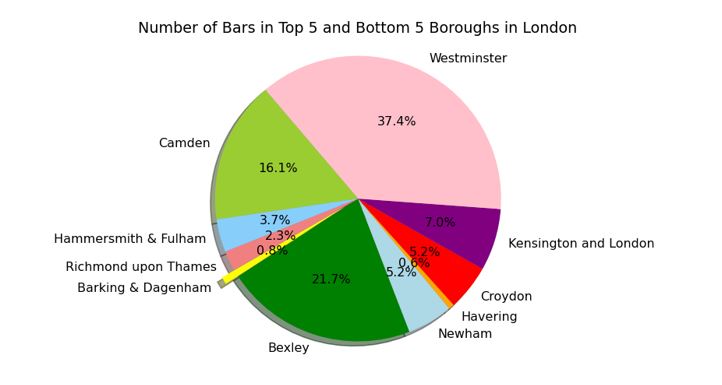 Number of Bars in Top 5 and Bottom 5 Boroughs in London
Westminster
37.4%
Camden
16.1%
Hammersmith & Fulham
3.7%
Richmond upon Thames
2.3%
Barking & Dagenham
0.8%
Bexley
21.7%
Newham
5.2%
Havering
0.6%
Croydon
5.2%
Kensington and London
7.0%